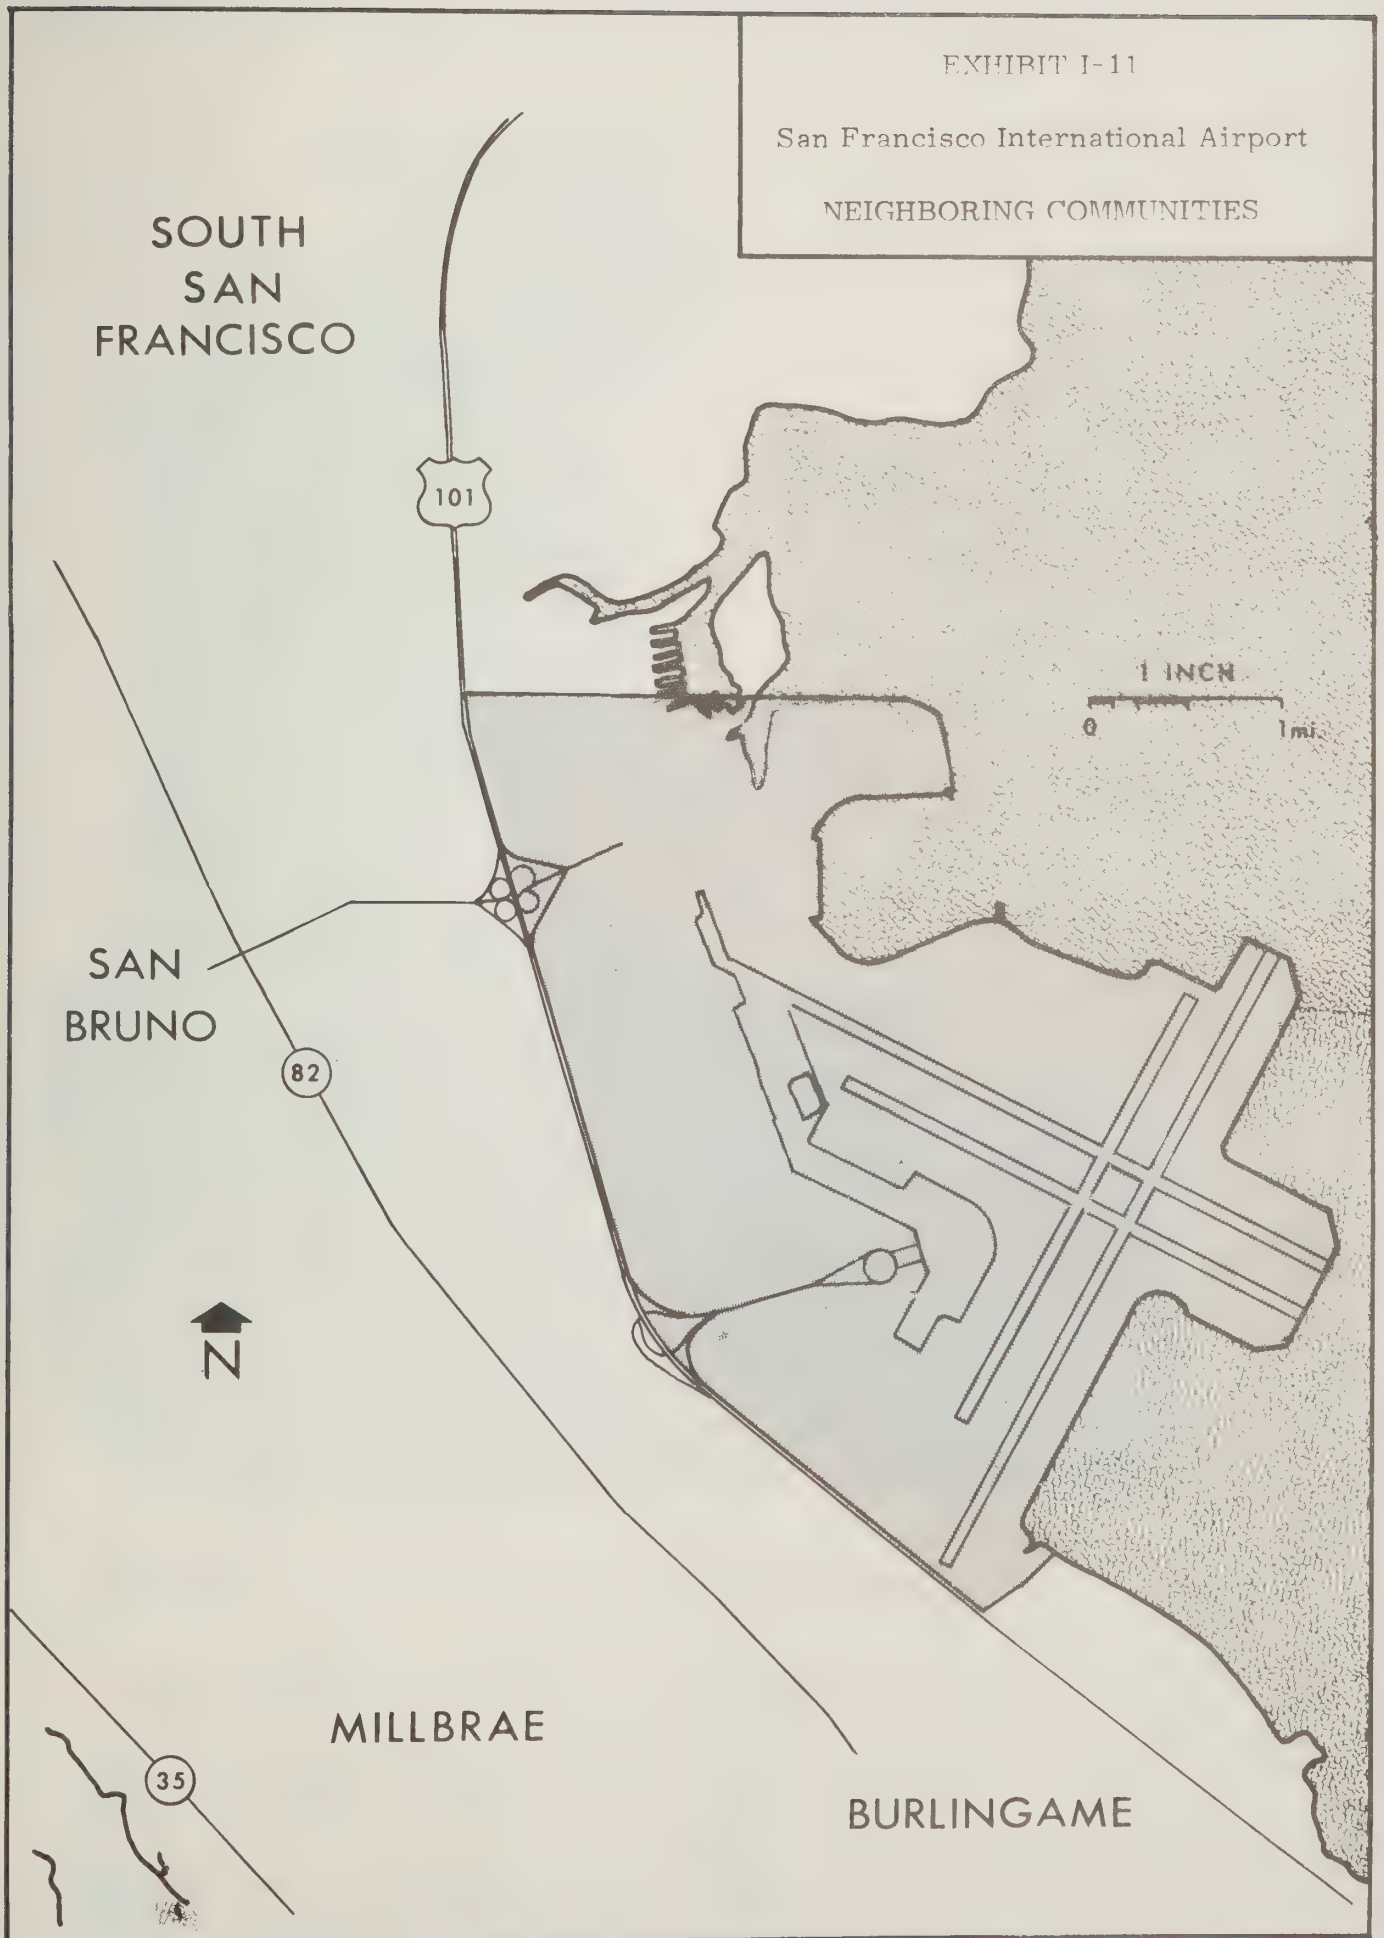 EXHIBIT I-11
San Francisco International Airport
NEIGHBORING COMMUNITIES
SOUTH
SAN
FRANCISCO
101
1 INCH
0 1mi.
SAN
BRUNO
82
N
MILLBRAE
35
BURLINGAME